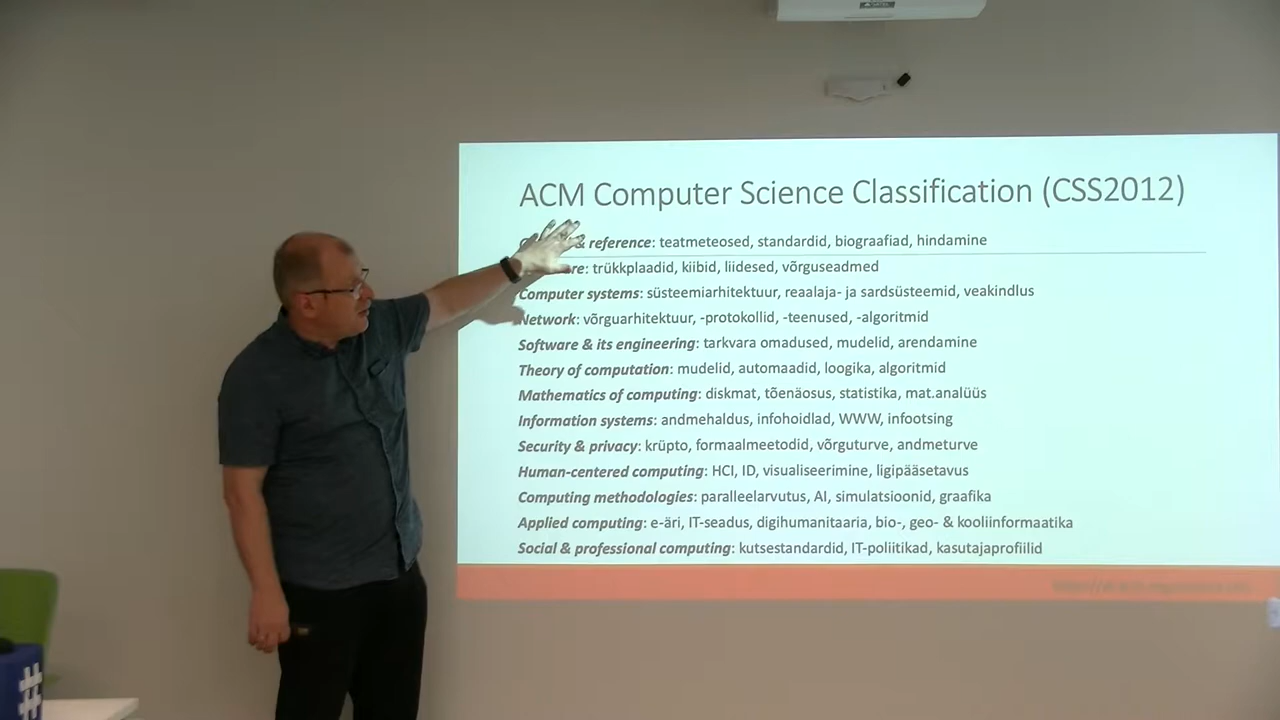 ACM Computer Science Classification (CSS2012)
& reference: teatmeteosed, standardid, biograafiad, hindamine
re: trükkplaadid, kiibid, liidesed, võrguseadmed
Computer systems: süsteemiarhitektuur, reaalaja- ja sardsüsteemid, veakindlus
Network: võrguarhitektuur, -protokollid, -teenused, -algoritmid
Software & its engineering: tarkvara omadused, mudelid, arendamine
Theory of computation: mudelid, automaadid, loogika, algoritmid
Mathematics of computing: diskmat, tõenäosus, statistika, mat.analüüs
Information systems: andmehaldus, infohoidlad, WWW, infootsing
Security & privacy: krüpto, formaalmeetodid, võrguturve, andmeturve
Human-centered computing: HCI, ID, visualiseerimine, ligipääsetavus
Computing methodologies: paralleelarvutus, AI, simulatsioonid, graafika
Applied computing: e-äri, IT-seadus, digihumanitaaria, bio-, geo- & kooliinformaatika
Social & professional computing: kutsestandardid, IT-poliitikad, kasutajaprofiilid
#